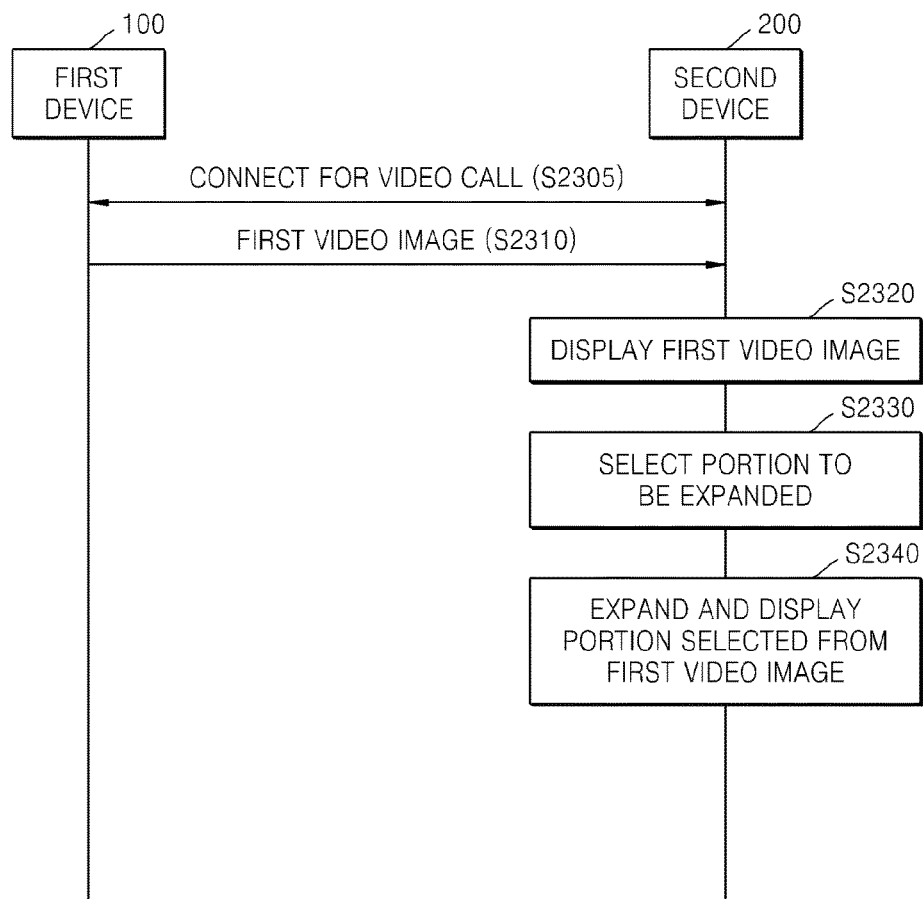 100
200
FIRST
DEVICE
SECOND
DEVICE
CONNECT FOR VIDEO CALL (S2305)
FIRST VIDEO IMAGE (S2310)
S2320
DISPLAY FIRST VIDEO IMAGE
S2330
SELECT PORTION TO
BE EXPANDED
S2340
EXPAND AND DISPLAY
PORTION SELECTED FROM
FIRST VIDEO IMAGE